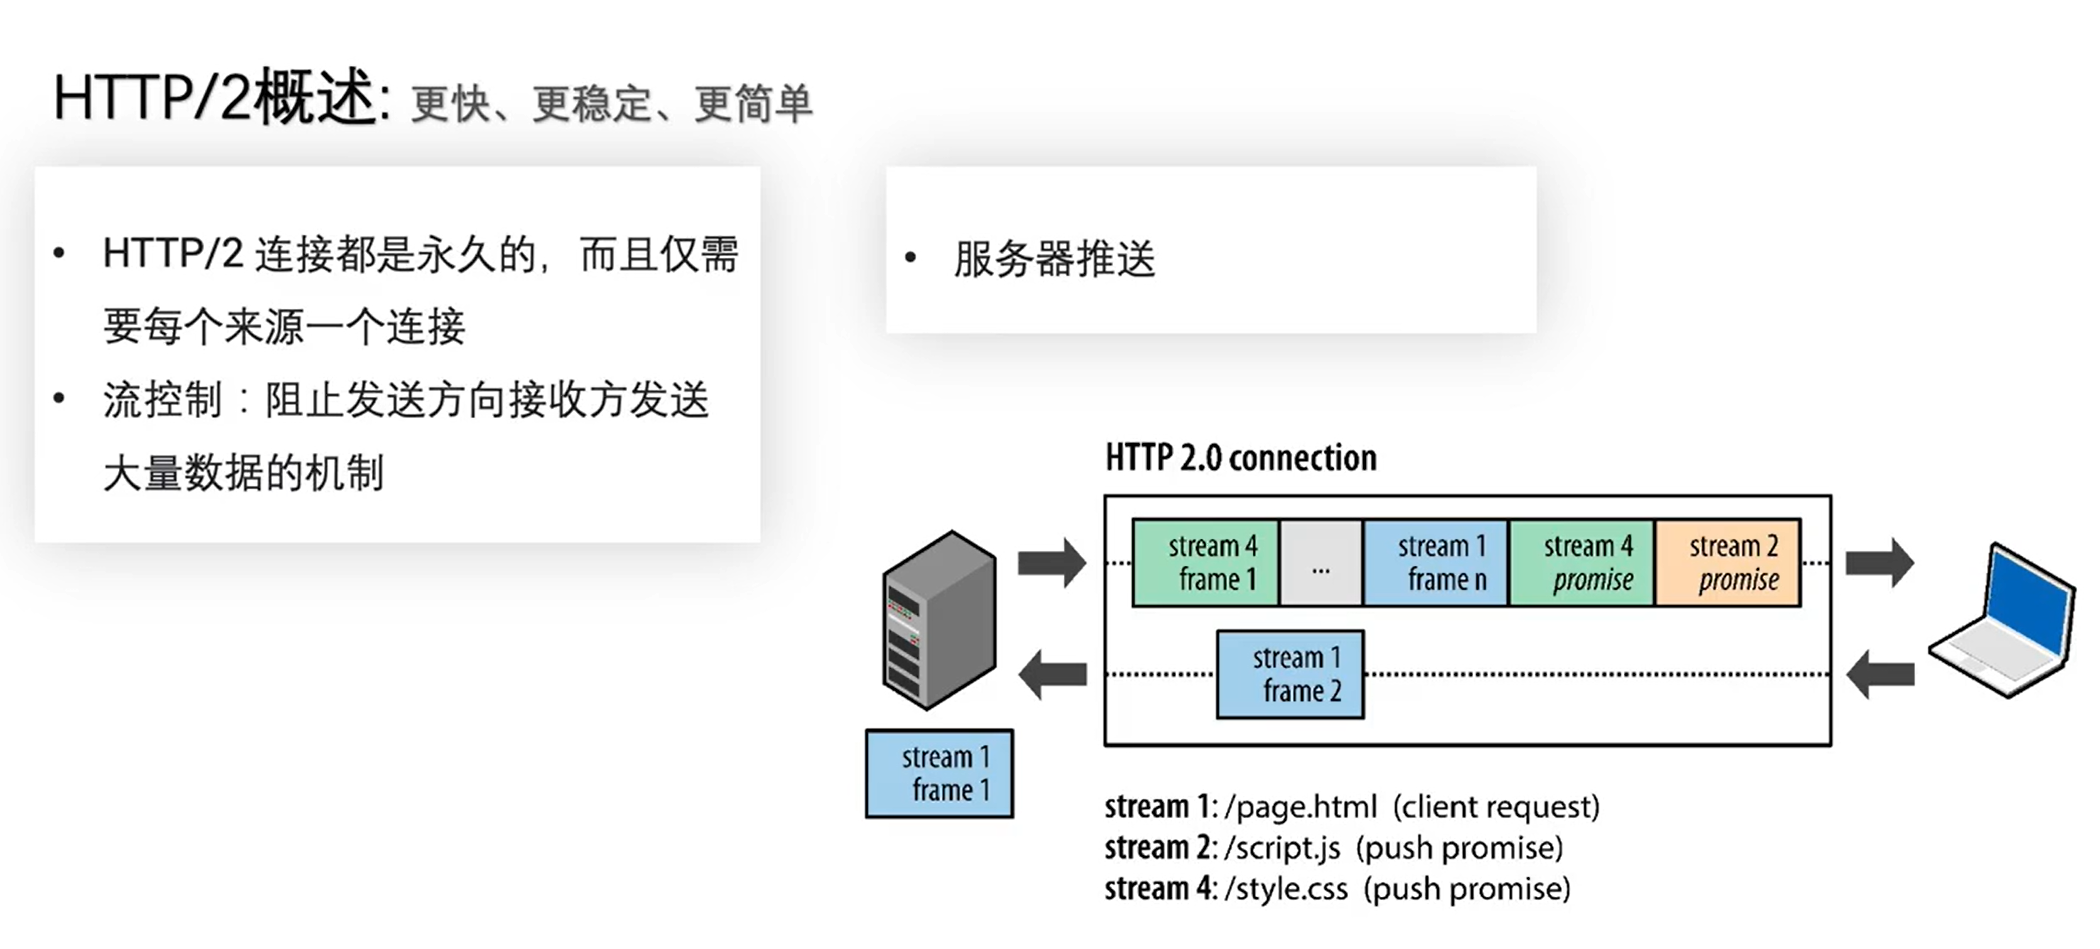 HTTP/2概述: 更快、更稳定、更简单
• HTTP/2 连接都是永久的，而且仅需
要每个来源一个连接
• 流控制：阻止发送方向接收方发送
大量数据的机制
• 服务器推送
HTTP 2.0 connection
stream 4
frame 1
...
stream 1
frame n
stream 4
promise
stream 2
promise
stream 1
frame 2
stream 1
frame 1
stream 1: /page.html (client request)
stream 2: /script.js (push promise)
stream 4: /style.css (push promise)